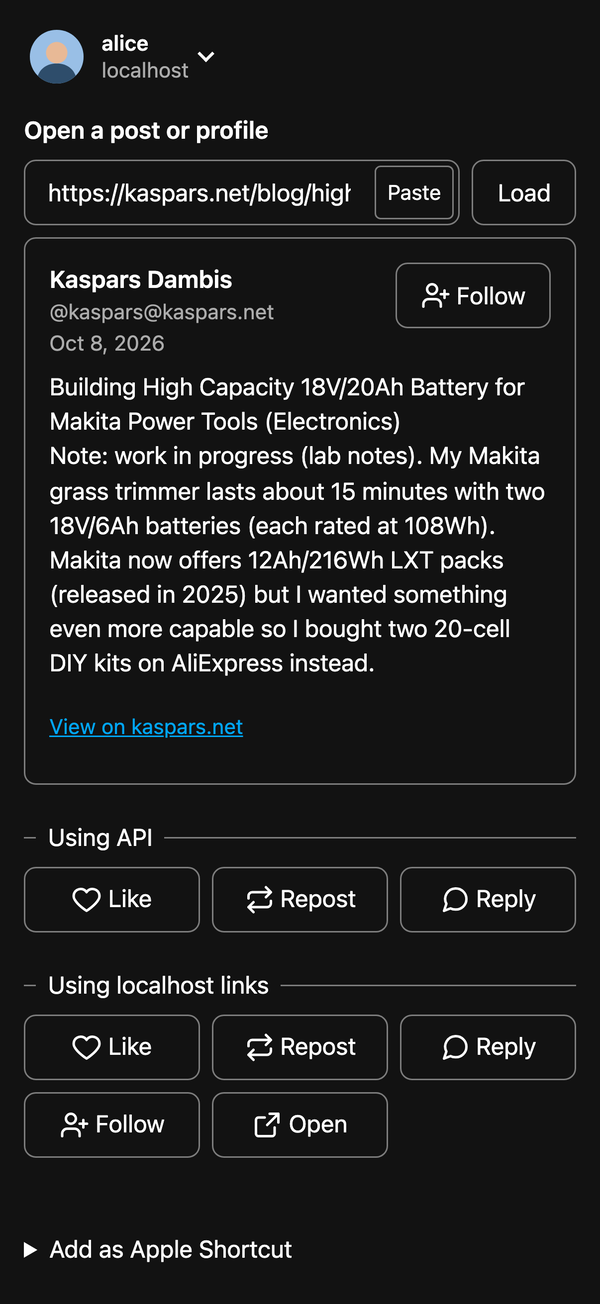 alice
localhost
Open a post or profile
https://kaspars.net/blog/high
Paste
Load
Kaspars Dambis
@kaspars@kaspars.net
Oct 8, 2026
Follow
Building High Capacity 18V/20Ah Battery for
Makita Power Tools (Electronics)
Note: work in progress (lab notes). My Makita
grass trimmer lasts about 15 minutes with two
18V/6Ah batteries (each rated at 108Wh).
Makita now offers 12Ah/216Wh LXT packs
(released in 2025) but I wanted something
even more capable so I bought two 20-cell
DIY kits on AliExpress instead.
View on kaspars.net
Using API
Like
Repost
Reply
Using localhost links
Like
Repost
Reply
Follow
Open
Add as Apple Shortcut